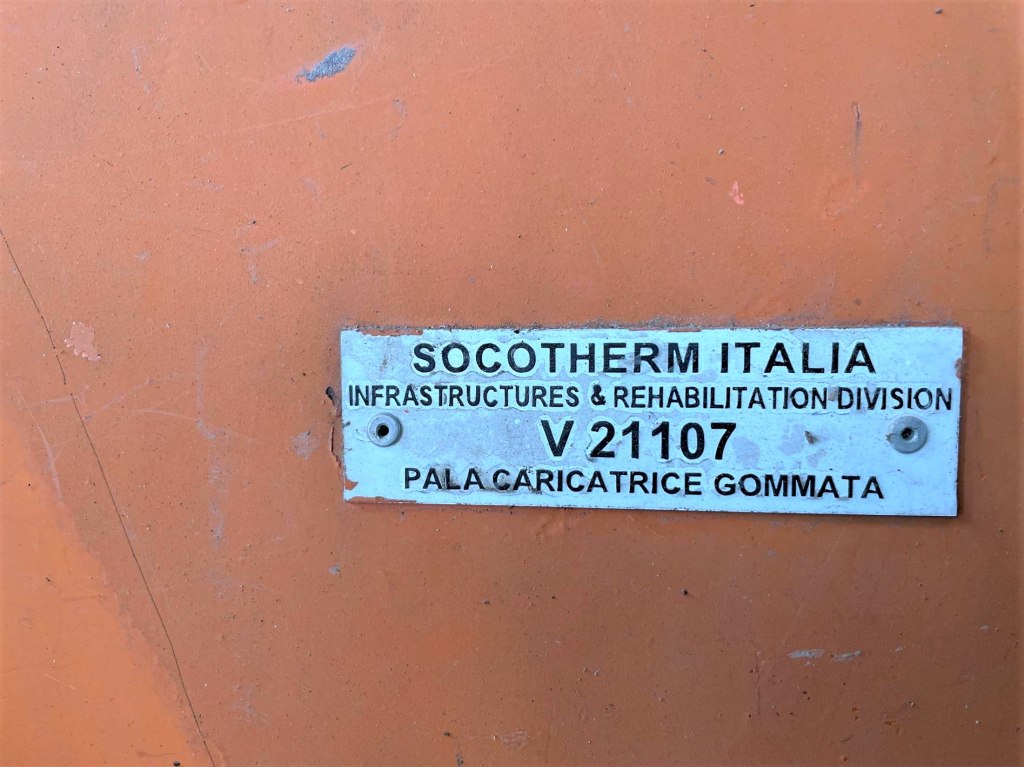 SOCOTHERM ITALIA
INFRASTRUCTURES & REHABILITATION DIVISION
V 21107
PALA CARICATRICE GOMMATA